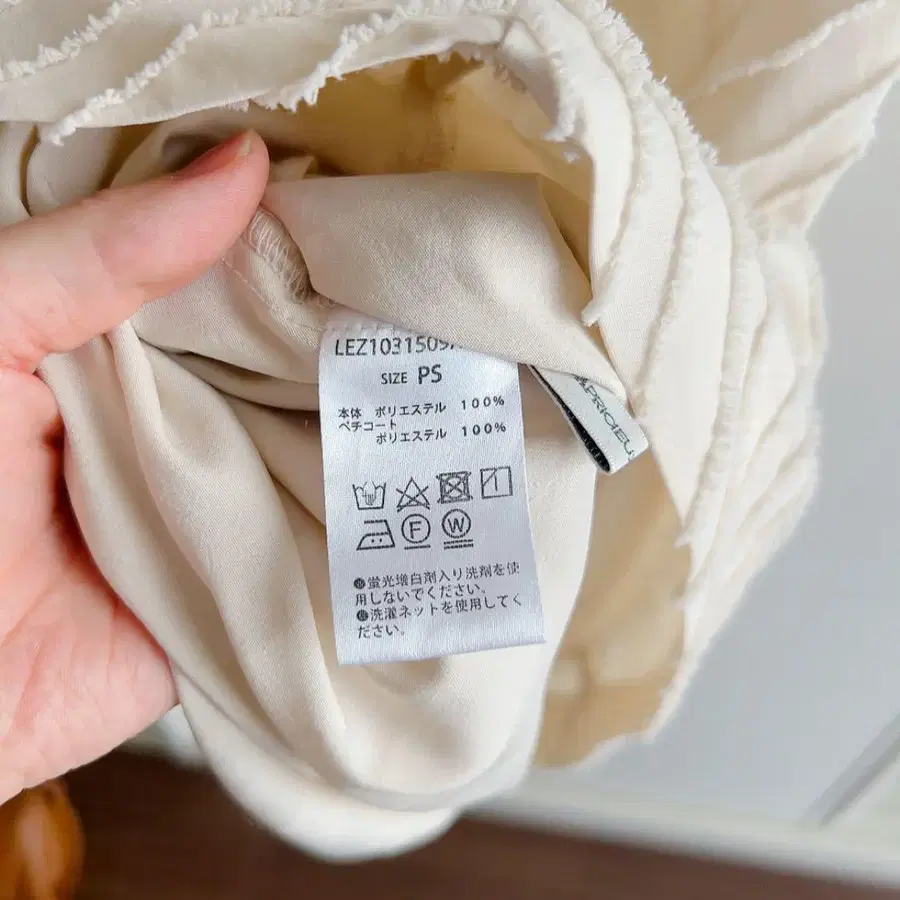 LEZ1031509
SIZE PS
本体 ポリエステル 100%
ペチコート
ポリエステル 100%
F W
●蛍光増白剤入り洗剤を使
用しないでください。
●洗濯ネットを使用してく
ださい。
APRICIEUX